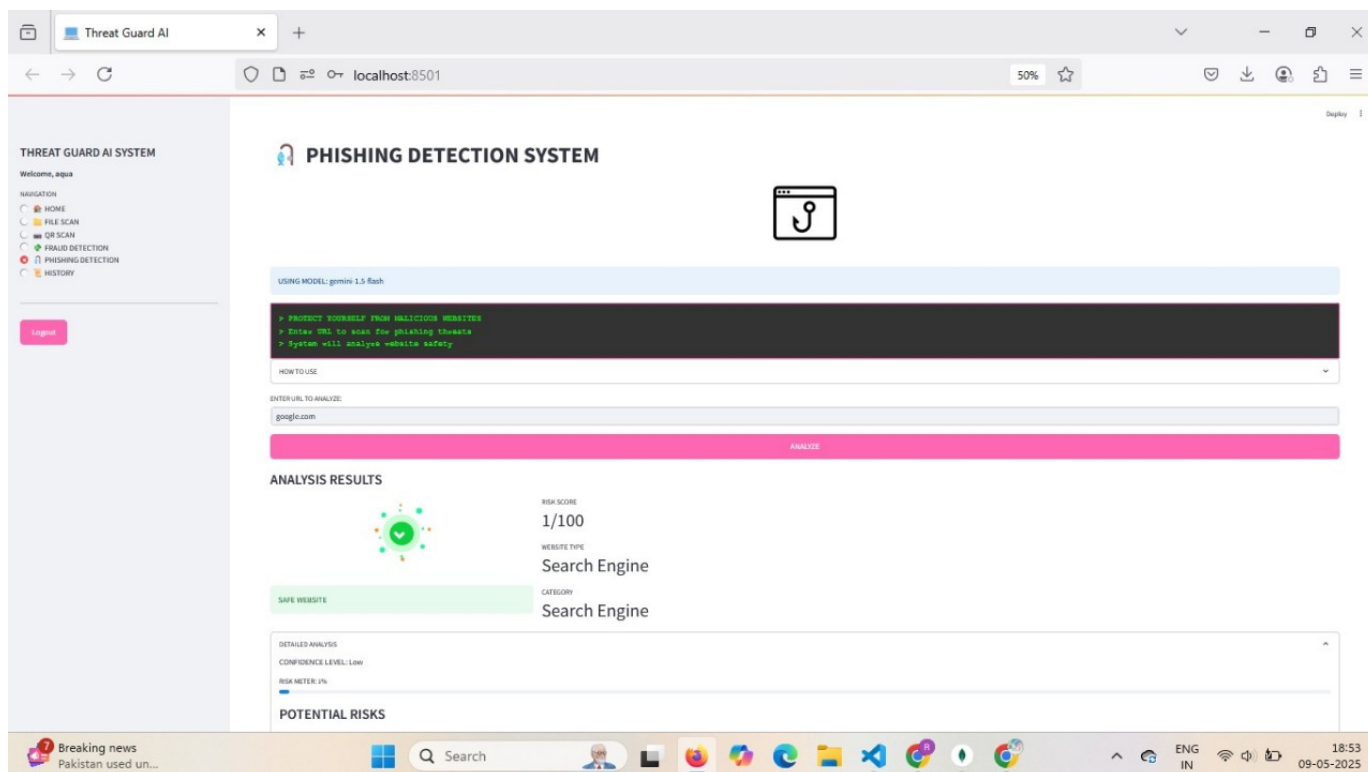 Threat Guard AI
localhost:8501
50%
Deploy
THREAT GUARD AI SYSTEM
Welcome, aqua
NAVIGATION
HOME
FILE SCAN
QR SCAN
FRAUD DETECTION
PHISHING DETECTION
HISTORY
Logout
PHISHING DETECTION SYSTEM
USING MODEL: gemini-1.5-flash
> PROTECT YOURSELF FROM MALICIOUS WEBSITES
> Enter URL to scan for phishing threats
> System will analyze website safety
HOW TO USE
ENTER URL TO ANALYZE:
google.com
ANALYZE
ANALYSIS RESULTS
SAFE WEBSITE
RISK SCORE
1/100
WEBSITE TYPE
Search Engine
CATEGORY
Search Engine
DETAILED ANALYSIS
CONFIDENCE LEVEL: Low
RISK METER: 1%
POTENTIAL RISKS
7
Breaking news
Pakistan used un...
Search
ENG
IN
18:53
09-05-2025